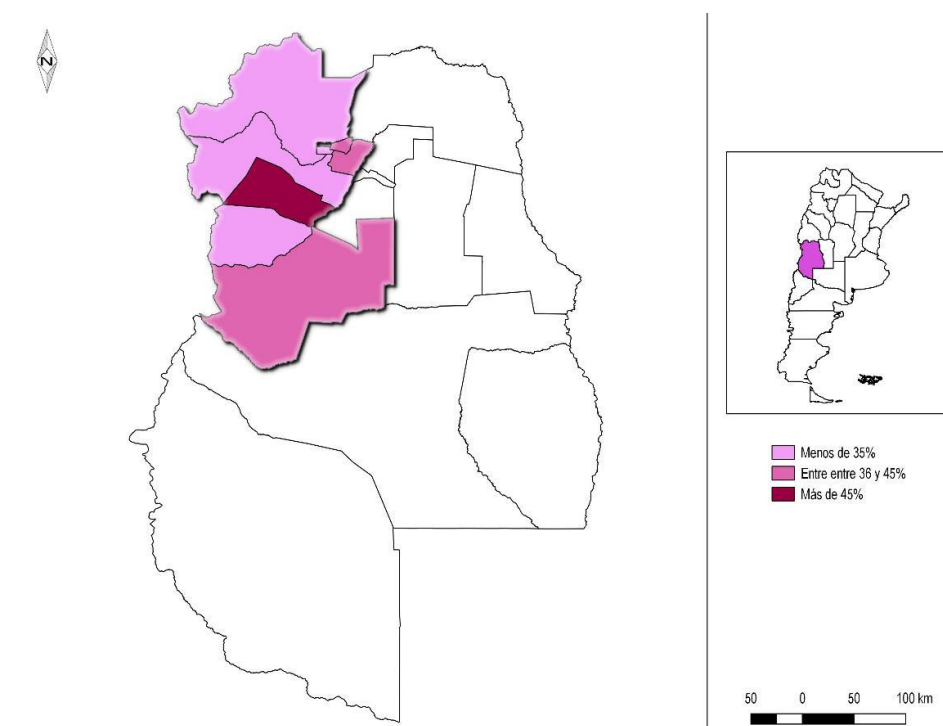 N
Menos de 35%
Entre entre 36 y 45%
Más de 45%
50 0 50 100 km